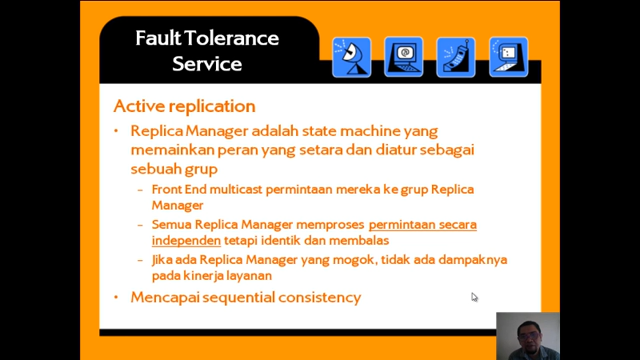 Fault Tolerance
Service
Active replication
• Replica Manager adalah state machine yang
memainkan peran yang setara dan diatur sebagai
sebuah grup
– Front End multicast permintaan mereka ke grup Replica
Manager
– Semua Replica Manager memproses permintaan secara
independen tetapi identik dan membalas
– Jika ada Replica Manager yang mogok, tidak ada dampaknya
pada kinerja layanan
• Mencapai sequential consistency